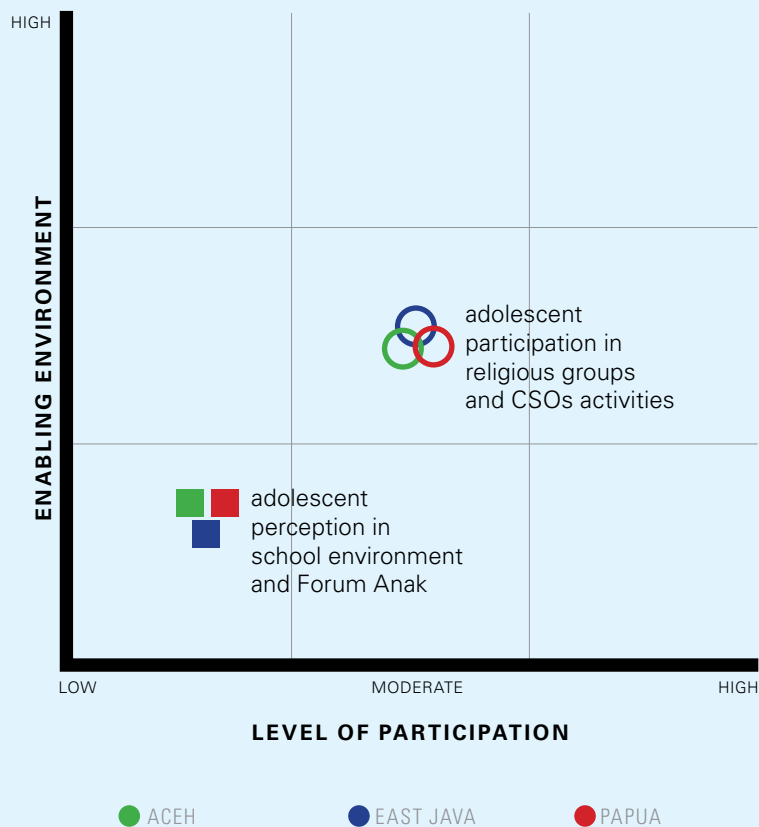 HIGH
ENABLING ENVIRONMENT
adolescent
participation in
religious groups
and CSOs activities
adolescent
perception in
school environment
and Forum Anak
LOW
MODERATE
HIGH
LEVEL OF PARTICIPATION
ACEH
EAST JAVA
PAPUA